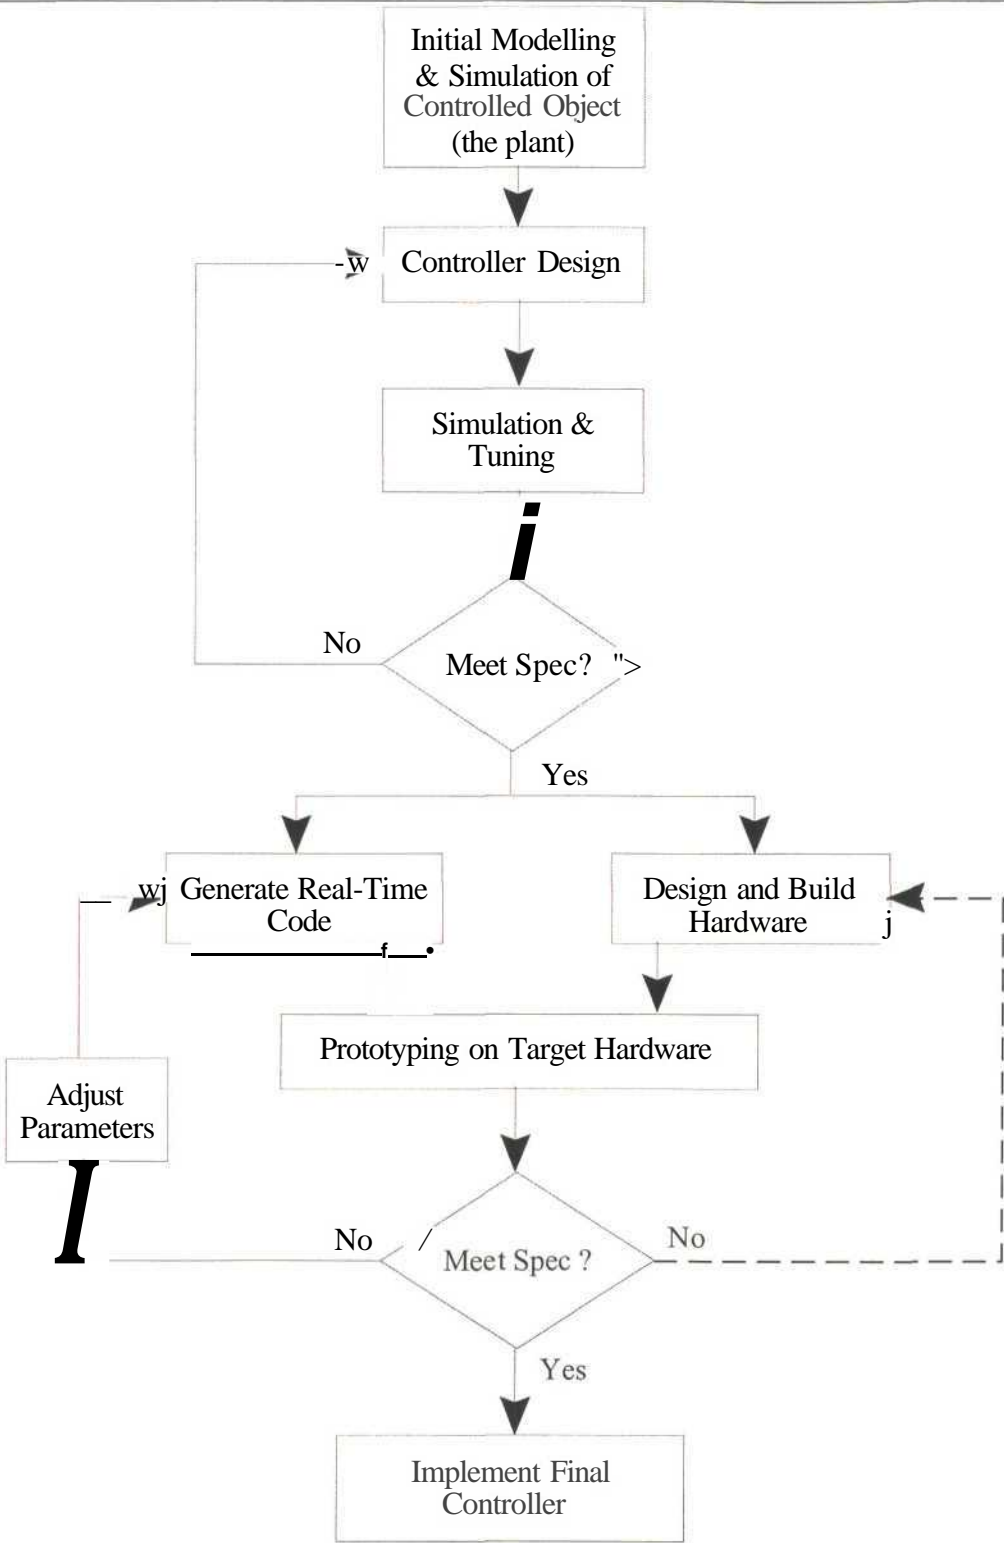 Initial Modelling
& Simulation of
Controlled Object
(the plant)
-w
Controller Design
Simulation &
Tuning
i
No
Meet Spec? ">
Yes
wj Generate Real-Time
Code
f
Design and Build
Hardware j
Prototyping on Target Hardware
Adjust
Parameters
I
No /
Meet Spec ?
No
Yes
Implement Final
Controller